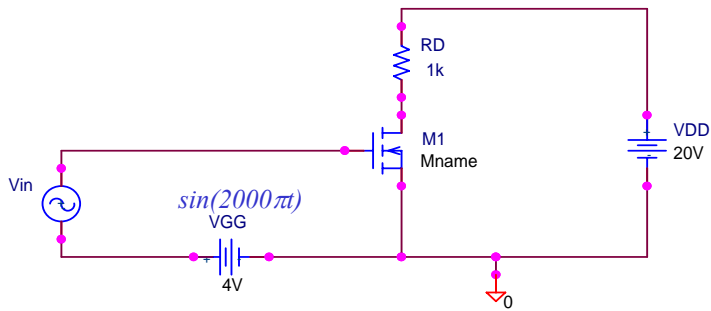 RD
1k
M1
Mname
VDD
20V
+
-
Vin
+
sin(2000πt)
VGG
+
4V
0